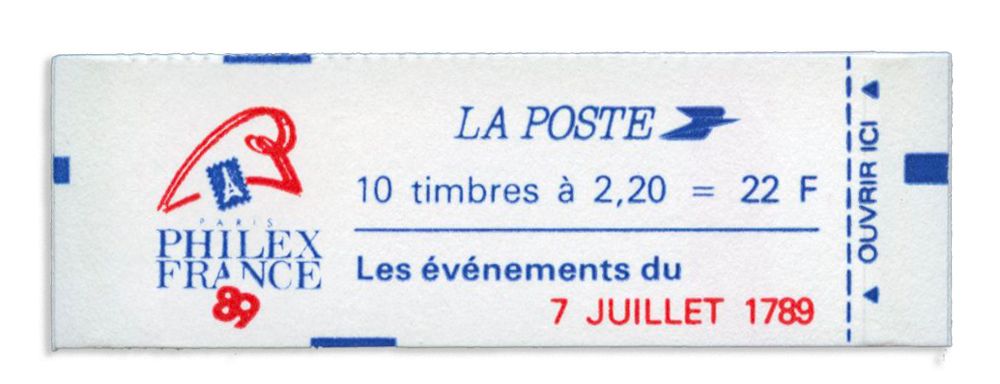 LA POSTE
10 timbres à 2,20 = 22 F
Les événements du
7 JUILLET 1789
PARIS
PHILEX
FRANCE
89
OUVRIR ICI